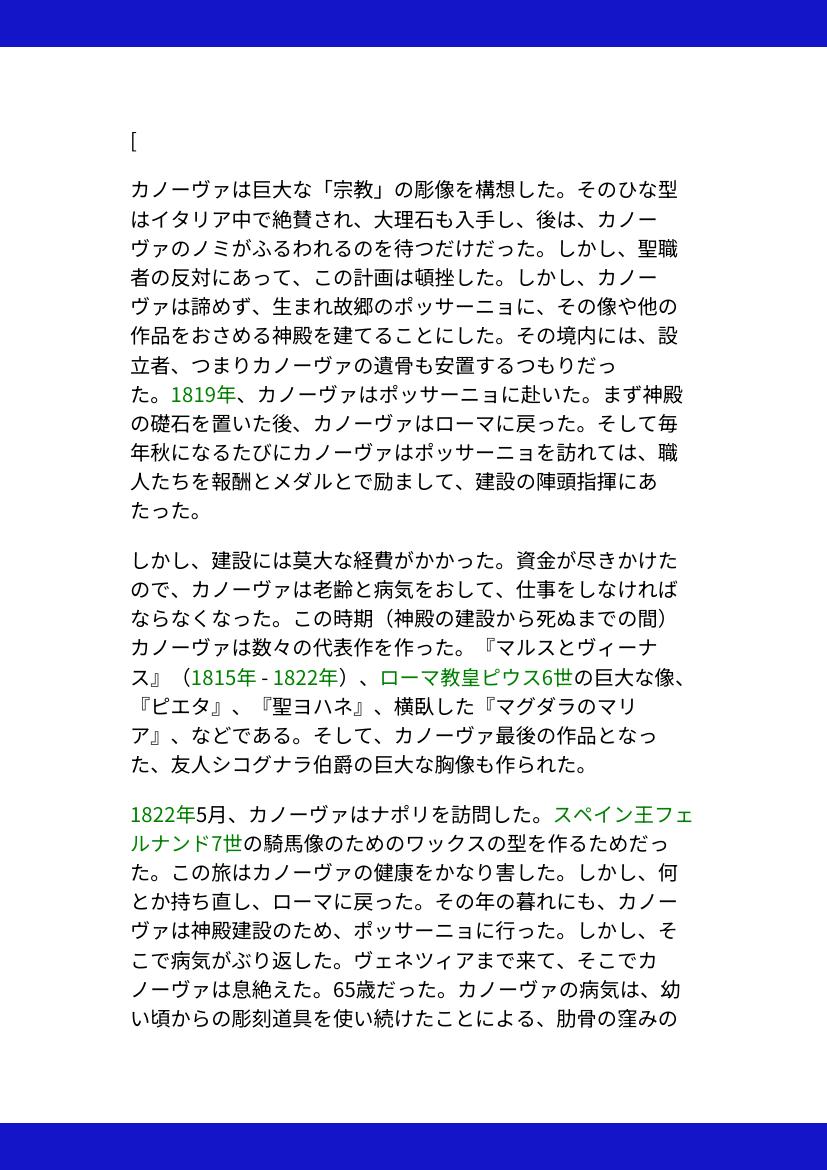 [
カノーヴァは巨大な「宗教」の彫像を構想した。そのひな型
はイタリア中で絶賛され、大理石も入手し、後は、カノー
ヴァのノミがふるわれるのを待つだけだった。しかし、聖職
者の反対にあって、この計画は頓挫した。しかし、カノー
ヴァは諦めず、生まれ故郷のポッサーニョに、その像や他の
作品をおさめる神殿を建てることにした。その境内には、設
立者、つまりカノーヴァの遺骨も安置するつもりだっ
た。1819年、カノーヴァはポッサーニョに赴いた。まず神殿
の礎石を置いた後、カノーヴァはローマに戻った。そして毎
年秋になるたびにカノーヴァはポッサーニョを訪れては、職
人たちを報酬とメダルとで励まして、建設の陣頭指揮にあ
たった。
しかし、建設には莫大な経費がかかった。資金が尽きかけた
ので、カノーヴァは老齢と病気をおして、仕事をしなければ
ならなくなった。この時期（神殿の建設から死ぬまでの間）
カノーヴァは数々の代表作を作った。『マルスとヴィーナ
ス』（1815年 - 1822年）、ローマ教皇ピウス6世の巨大な像、
『ピエタ』、『聖ヨハネ』、横臥した『マグダラのマリ
ア』、などである。そして、カノーヴァ最後の作品となっ
た、友人シコグナラ伯爵の巨大な胸像も作られた。
1822年5月、カノーヴァはナポリを訪問した。スペイン王フェ
ルナンド7世の騎馬像のためのワックスの型を作るためだっ
た。この旅はカノーヴァの健康をかなり害した。しかし、何
とか持ち直し、ローマに戻った。その年の暮れにも、カノー
ヴァは神殿建設のため、ポッサーニョに行った。しかし、そ
こで病気がぶり返した。ヴェネツィアまで来て、そこでカ
ノーヴァは息絶えた。65歳だった。カノーヴァの病気は、幼
い頃からの彫刻道具を使い続けたことによる、肋骨の窪みの